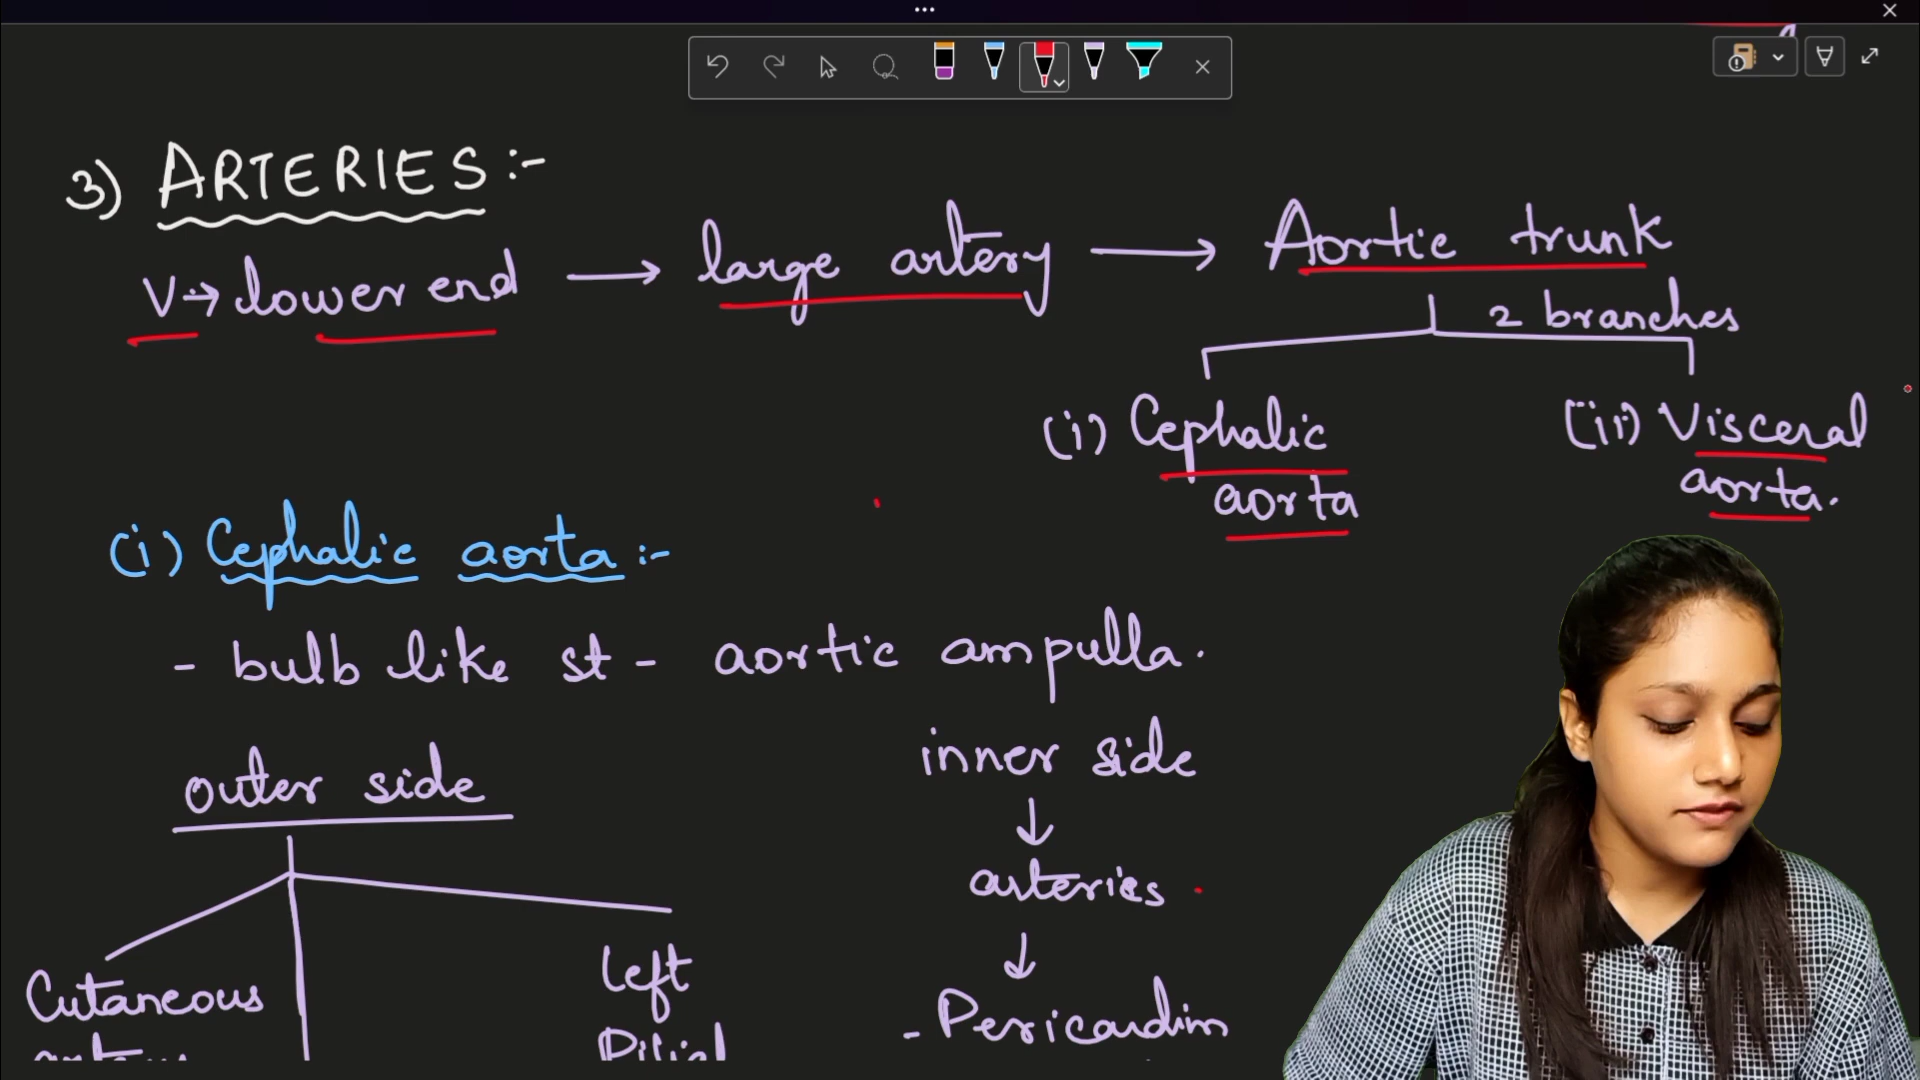 3) ARTERIES :-
V → lower end → large artery → Aortic trunk
2 branches
(i) Cephalic aorta
(ii) Visceral aorta.
(i) Cephalic aorta :-
- bulb like st - aortic ampulla.
outer side
inner side
↓
arteries
↓
Cutaneous
Left
- Pericardim